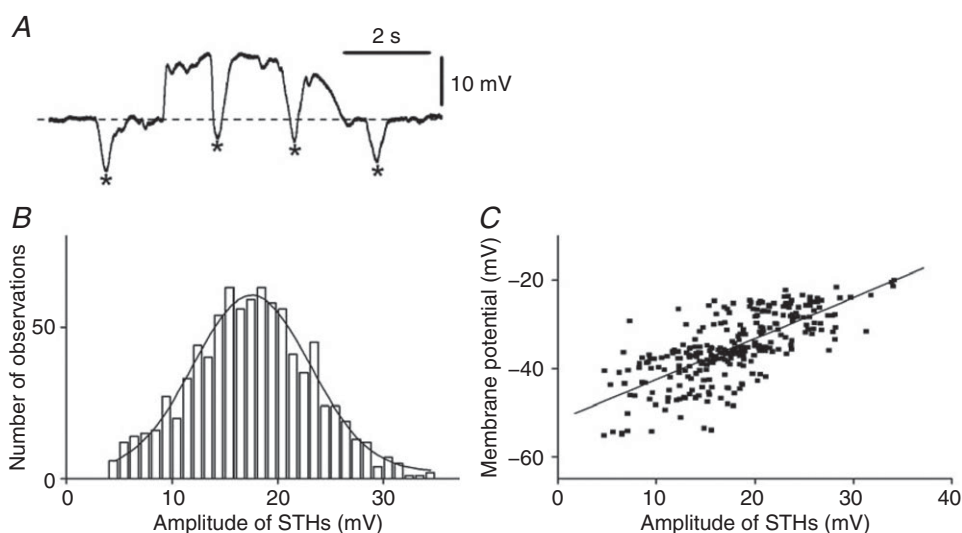 A
2 s
10 mV
*
*
*
*
B
Number of observations
50
0
0
10
20
30
Amplitude of STHs (mV)
C
Membrane potential (mV)
−20
−40
−60
0
10
20
30
40
Amplitude of STHs (mV)